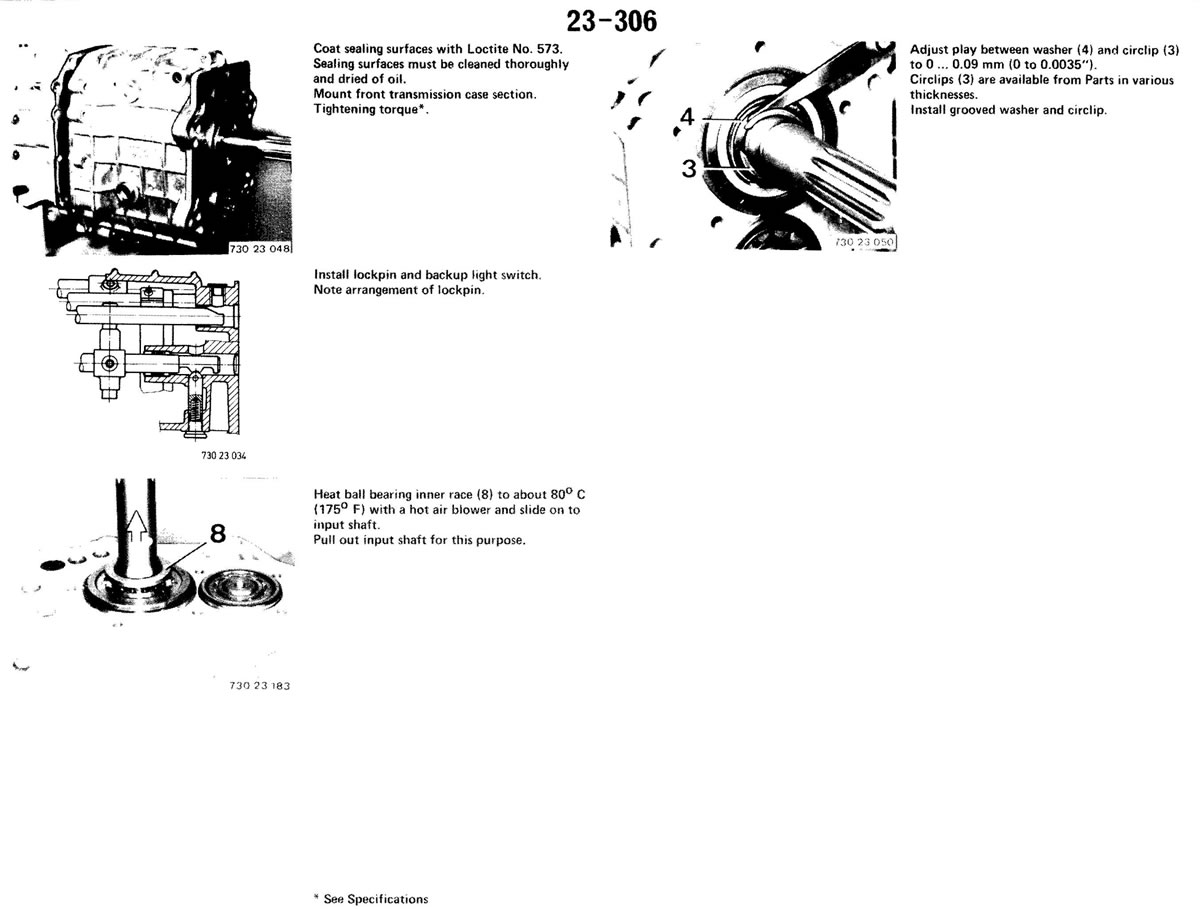 23-306
Coat sealing surfaces with Loctite No. 573.
Sealing surfaces must be cleaned thoroughly
and dried of oil.
Mount front transmission case section.
Tightening torque*.
730 23 048
Install lockpin and backup light switch.
Note arrangement of lockpin.
730 23 034
Heat ball bearing inner race (8) to about 80° C
(175° F) with a hot air blower and slide on to
input shaft.
Pull out input shaft for this purpose.
8
730 23 183
Adjust play between washer (4) and circlip (3)
to 0 ... 0.09 mm (0 to 0.0035″).
Circlips (3) are available from Parts in various
thicknesses.
Install grooved washer and circlip.
4
3
730 23 050
* See Specifications